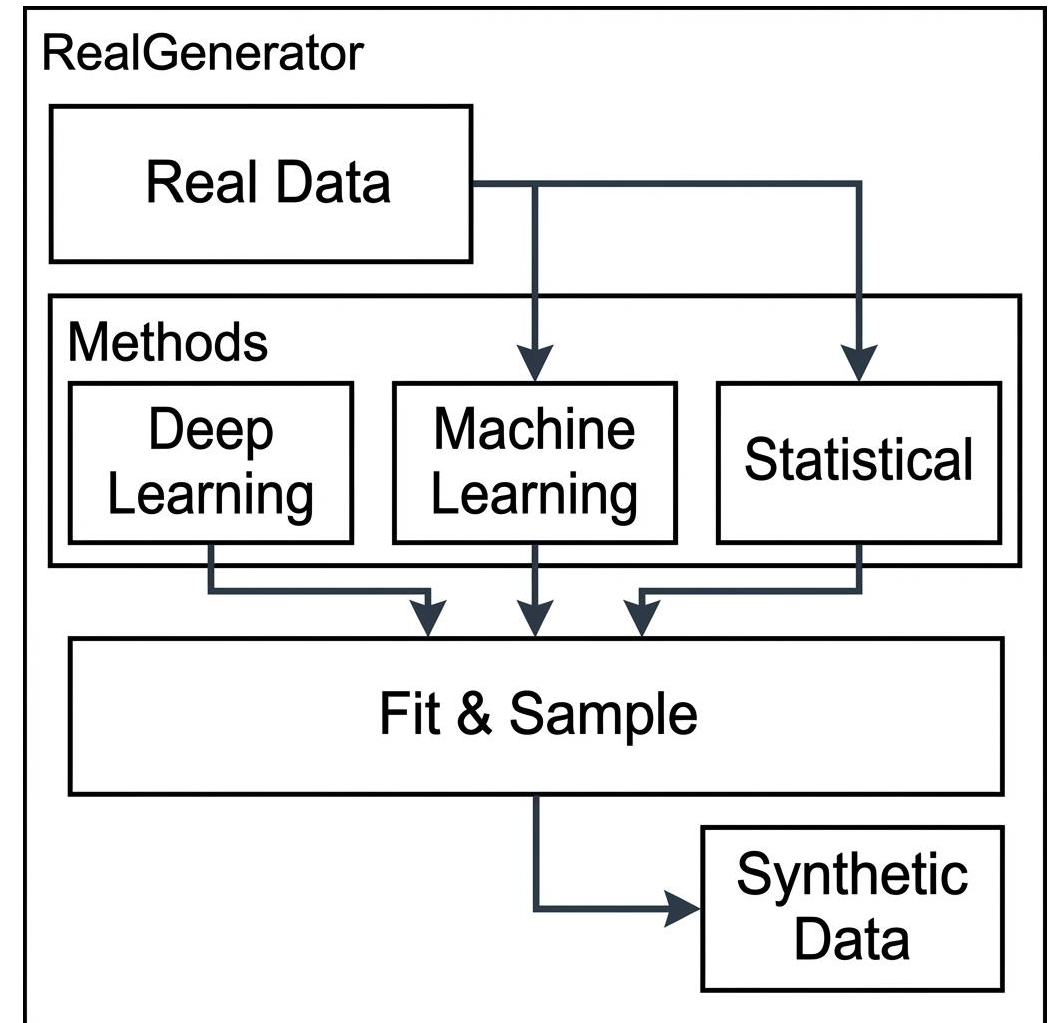 RealGenerator
Real Data
Methods
Deep
Learning
Machine
Learning
Statistical
Fit & Sample
Synthetic
Data